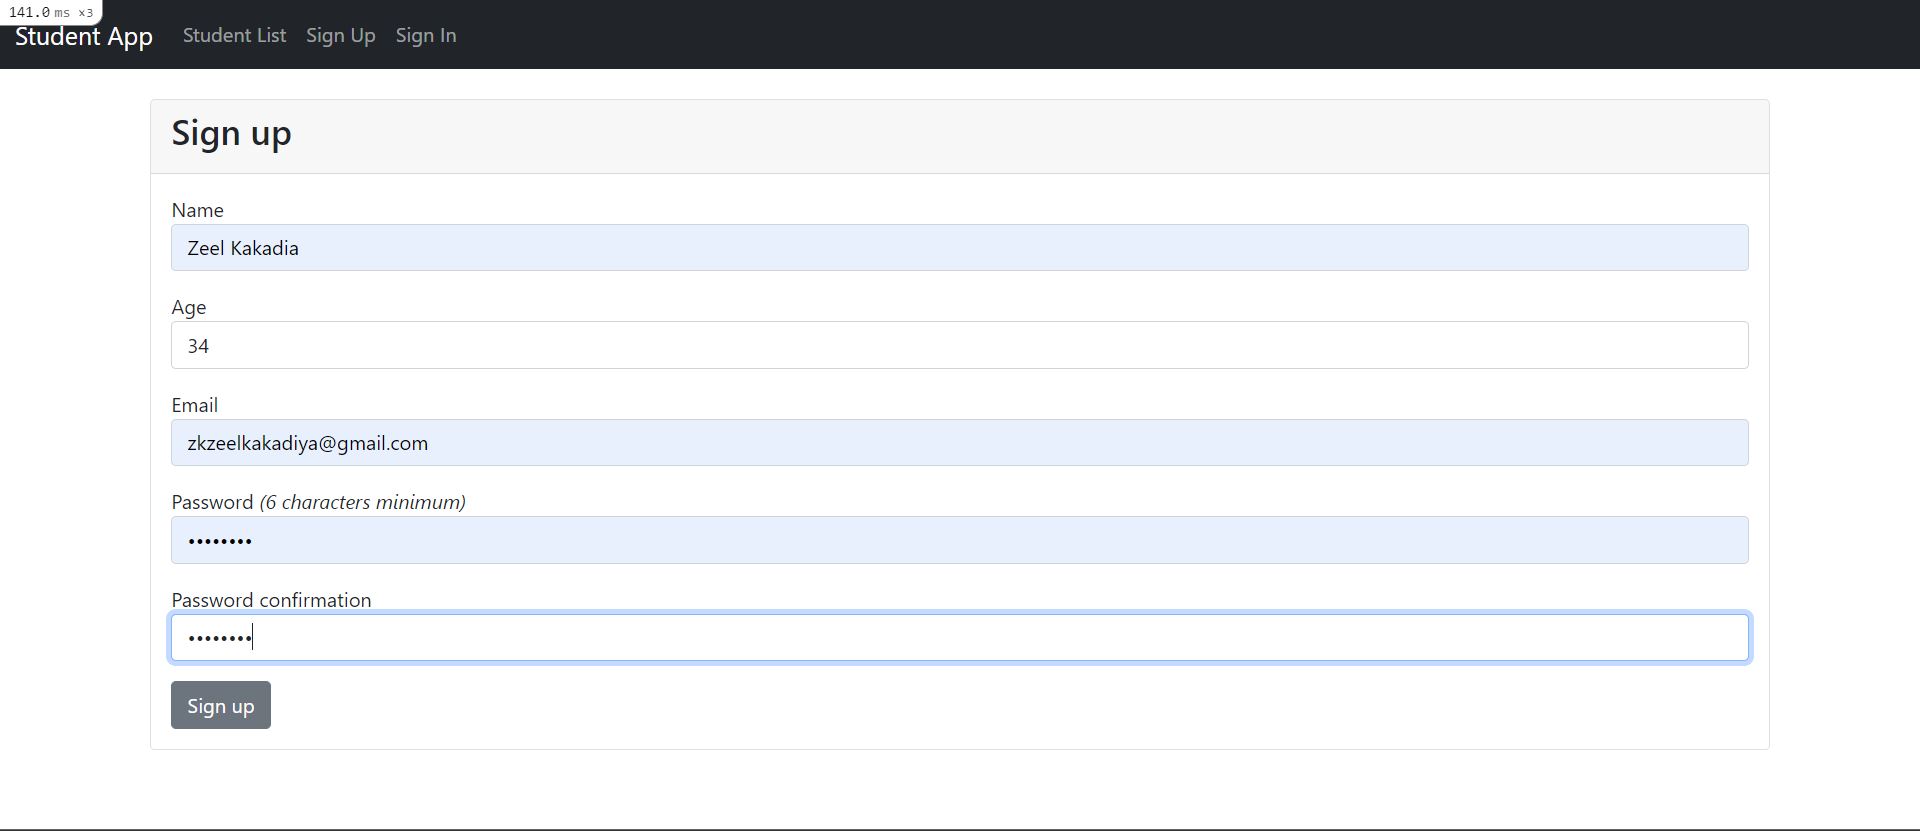 141.0 ms x3
Student App Student List Sign Up Sign In
Sign up
Name
Zeel Kakadia
Age
34
Email
zkzeelkakadiya@gmail.com
Password (6 characters minimum)
••••••••
Password confirmation
••••••••
Sign up